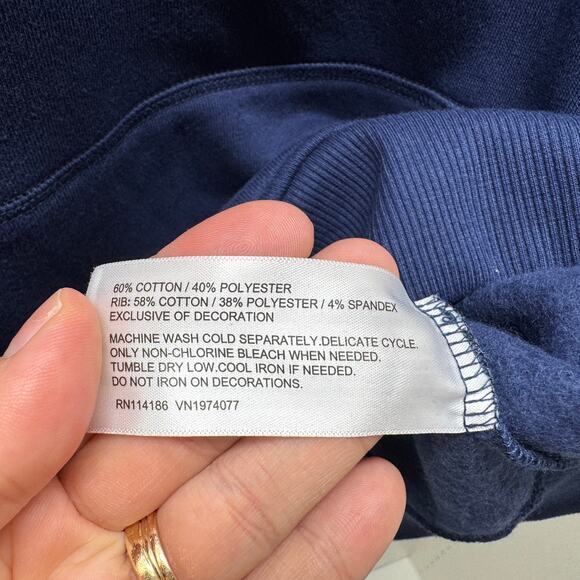 60% COTTON / 40% POLYESTER
RIB: 58% COTTON / 38% POLYESTER / 4% SPANDEX
EXCLUSIVE OF DECORATION
MACHINE WASH COLD SEPARATELY.DELICATE CYCLE.
ONLY NON-CHLORINE BLEACH WHEN NEEDED.
TUMBLE DRY LOW.COOL IRON IF NEEDED.
DO NOT IRON ON DECORATIONS.
RN114186 VN1974077